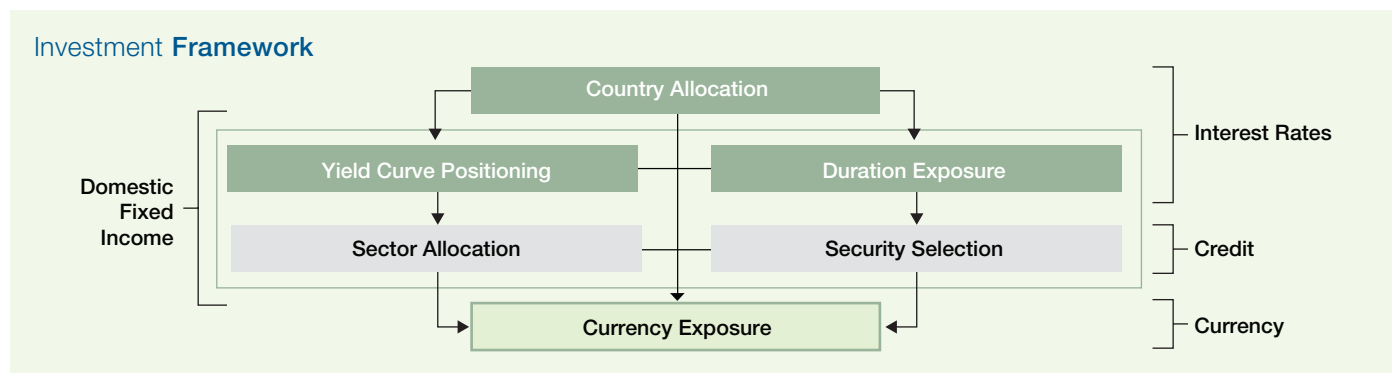 Investment Framework
Country Allocation
Interest Rates
Yield Curve Positioning
Duration Exposure
Domestic
Fixed
Income
Sector Allocation
Security Selection
Credit
Currency Exposure
Currency